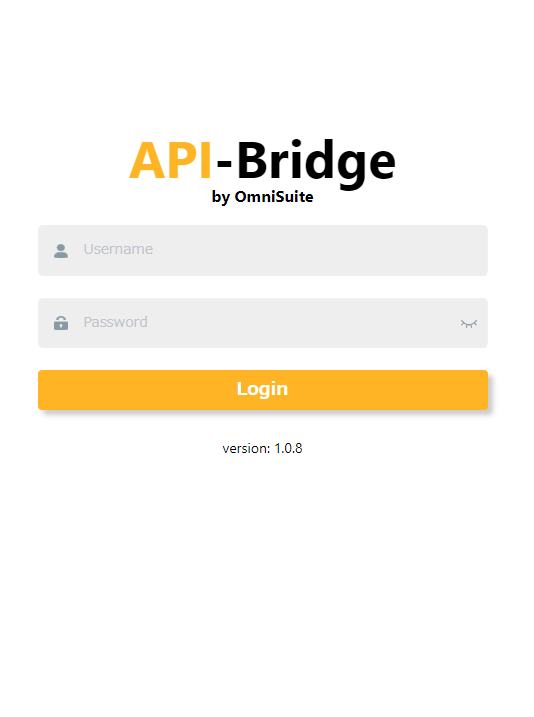 API-Bridge
by OmniSuite
Username
Password
Login
version: 1.0.8